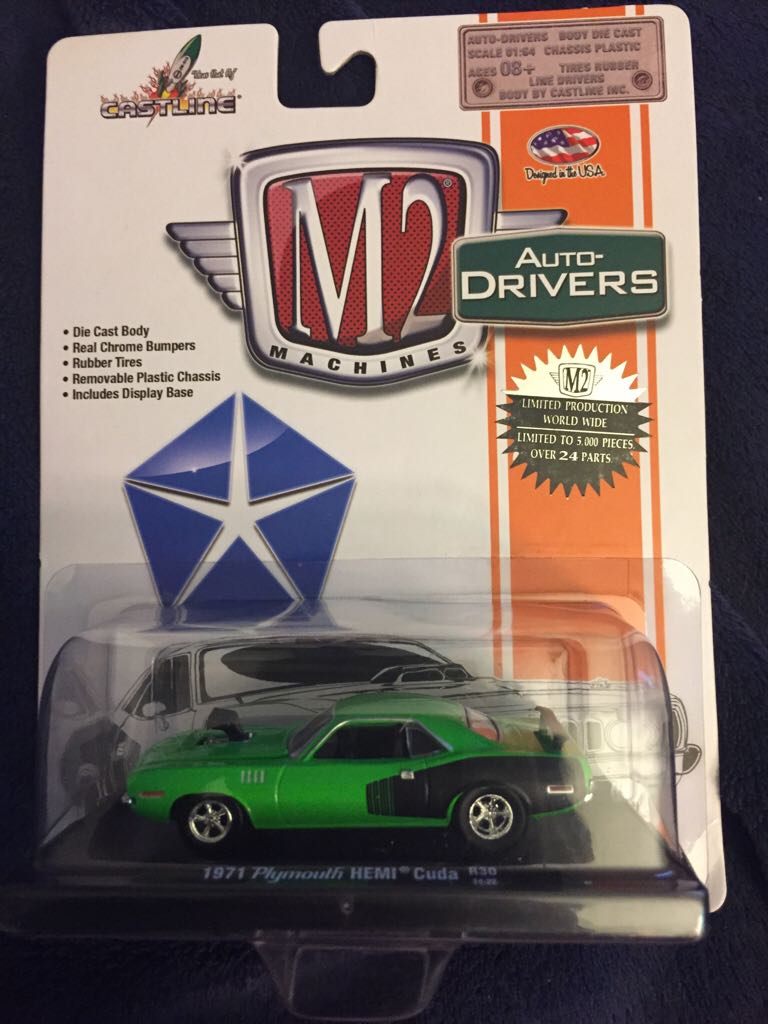 AUTO-DRIVERS BODY DIE CAST
SCALE 01:64 CHASSIS PLASTIC
AGES 08+ TIRES RUBBER
LINE DRIVERS
BODY BY CASTLINE INC.
CASTLINE
Designed in the USA
M2®
MACHINES
AUTO-
DRIVERS
• Die Cast Body
• Real Chrome Bumpers
• Rubber Tires
• Removable Plastic Chassis
• Includes Display Base
M2
LIMITED PRODUCTION
WORLD WIDE
LIMITED TO 5,000 PIECES.
OVER 24 PARTS.
1971 Plymouth HEMI® Cuda R30